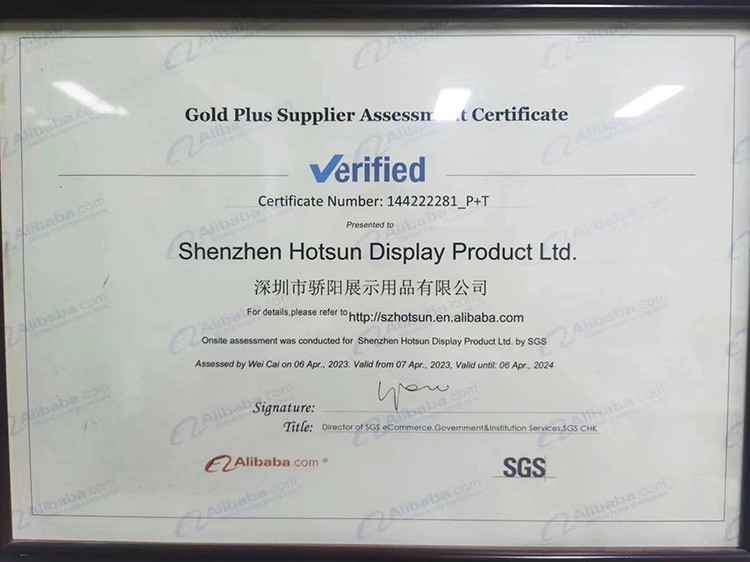 Gold Plus Supplier Assessment Certificate
Verified
Certificate Number: 144222281_P+T
Presented to
Shenzhen Hotsun Display Product Ltd.
深圳市骄阳展示用品有限公司
For details,please refer to http://szhotsun.en.alibaba.com
Onsite assessment was conducted for Shenzhen Hotsun Display Product Ltd. by SGS
Assessed by Wei Cai on 06 Apr., 2023. Valid from 07 Apr., 2023, Valid until: 06 Apr., 2024
Signature:
Title: Director of SGS eCommerce,Government&Institution Services,SGS CHK
Alibaba.com®
SGS